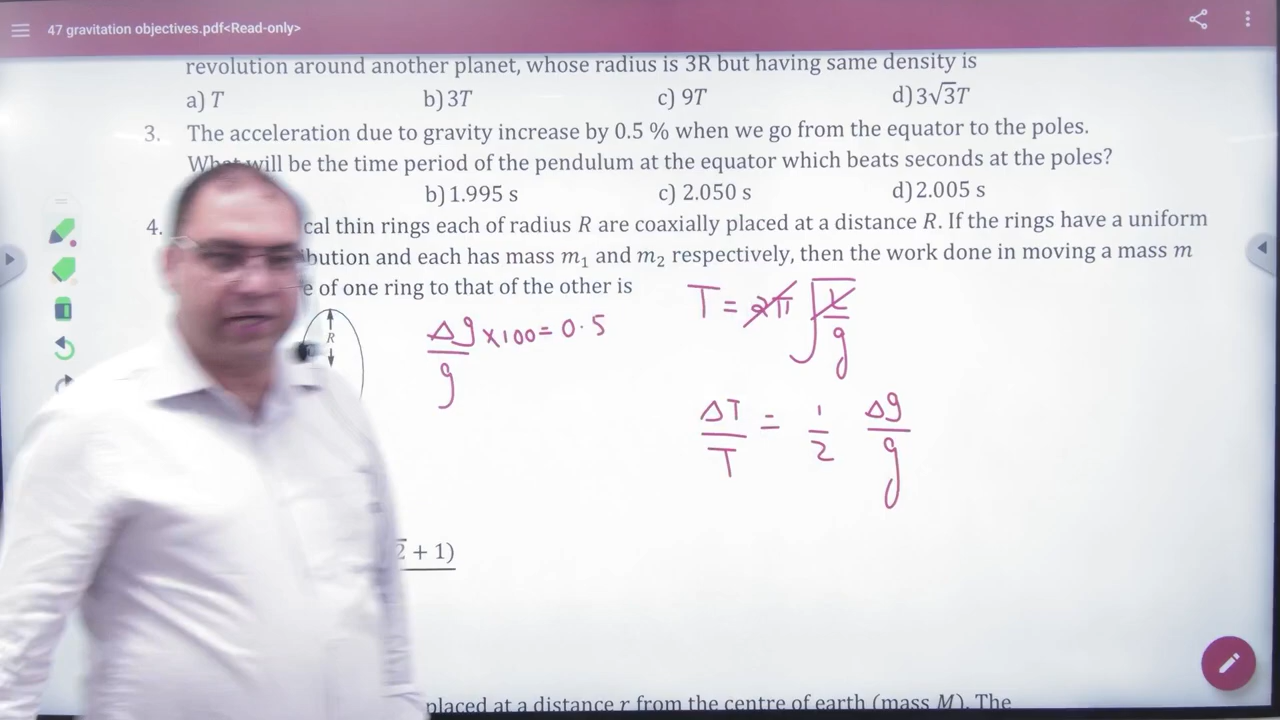 47 gravitation objectives.pdf<Read-only>
revolution around another planet, whose radius is 3R but having same density is
a) T b) 3T c) 9T d) 3√3T
3. The acceleration due to gravity increase by 0.5 % when we go from the equator to the poles.
What will be the time period of the pendulum at the equator which beats seconds at the poles?
b) 1.995 s c) 2.050 s d) 2.005 s
4. cal thin rings each of radius R are coaxially placed at a distance R. If the rings have a uniform
bution and each has mass m₁ and m₂ respectively, then the work done in moving a mass m
e of one ring to that of the other is
R
Δg/g ×100 = 0.5
T = 2π √(L/g)
ΔT/T = 1/2 Δg/g
2 + 1)
placed at a distance r from the centre of earth (mass M). The